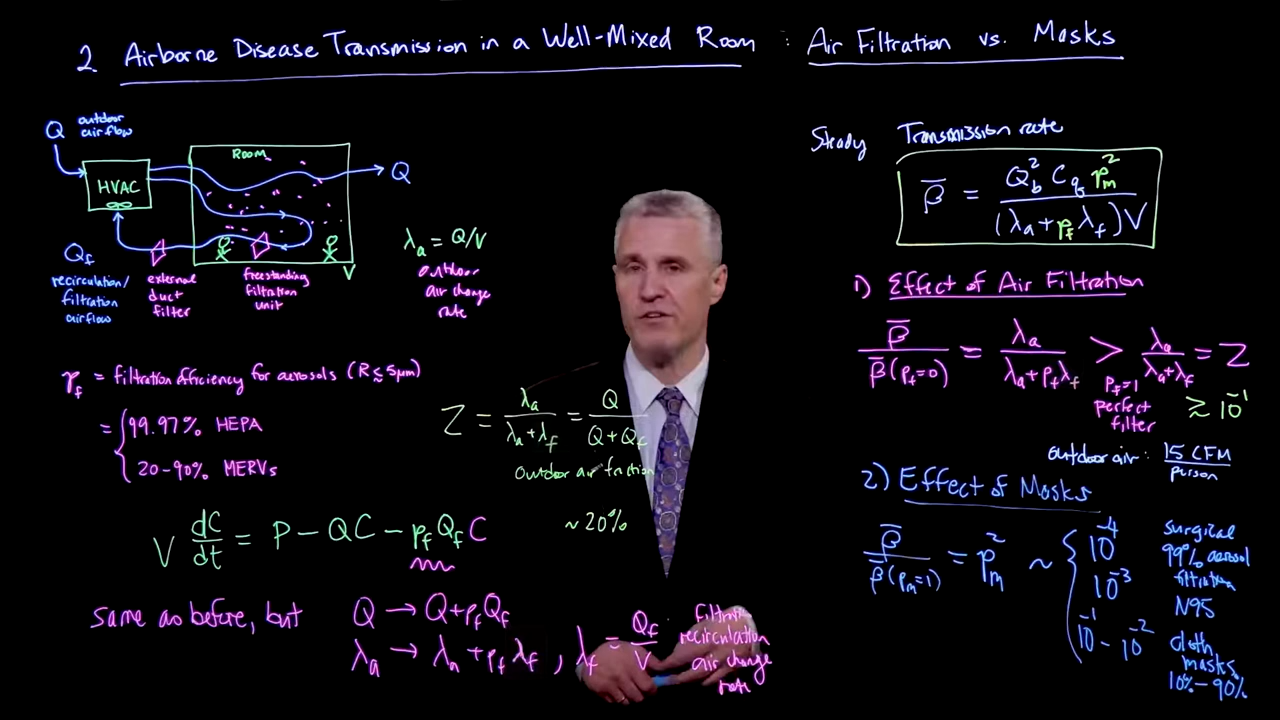 2 Airborne Disease Transmission in a Well-Mixed Room : Air Filtration vs. Masks
Q outdoor air flow
HVAC
ROOM
Q
V
Qf
recirculation/
filtration
airflow
external
duct
filter
freestanding
filtration
unit
λa = Q/V
outdoor
air change
rate
pf = filtration efficiency for aerosols (R ≲ 5μm)
= { 99.97% HEPA
20-90% MERVs
V dC/dt = P - QC - pf Qf C
same as before, but Q → Q + pf Qf
λa → λa + pf λf , λf = Qf/V
filtration
recirculation
air change
rate
Z = λa/(λa+λf) = Q/(Q+Qf)
outdoor air fraction
~20%
Steady Transmission rate
β̄ = Qb² Cq pm² / (λa + pf λf) V
1) Effect of Air Filtration
β̄ / β̄(pf=0) = λa/(λa+pf λf) > λa/(λa+λf) = Z
pf=1
perfect
filter
≳ 10⁻¹
outdoor air : 15 CFM/person
2) Effect of Masks
β̄ / β̄(pm=1) = pm² ~ { 10⁻⁴
10⁻³
10⁻¹ - 10⁻²
surgical
99% aerosol
filtration
N95
cloth
masks
10% - 90%